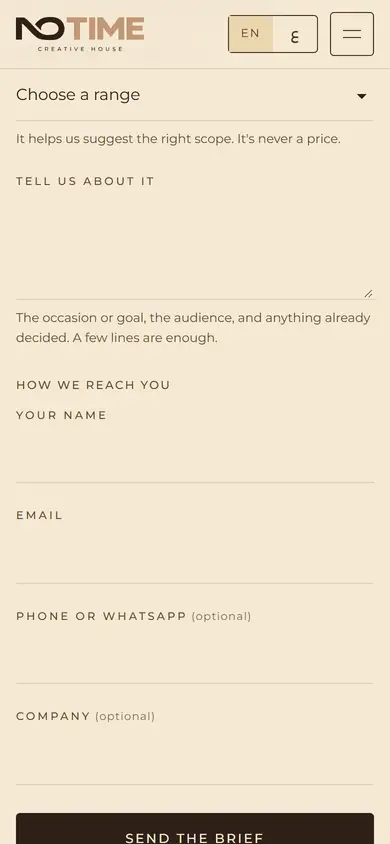 NOTIME
CREATIVE HOUSE
EN ع
Choose a range
It helps us suggest the right scope. It's never a price.
TELL US ABOUT IT
The occasion or goal, the audience, and anything already
decided. A few lines are enough.
HOW WE REACH YOU
YOUR NAME
EMAIL
PHONE OR WHATSAPP (optional)
COMPANY (optional)
SEND THE BRIEF